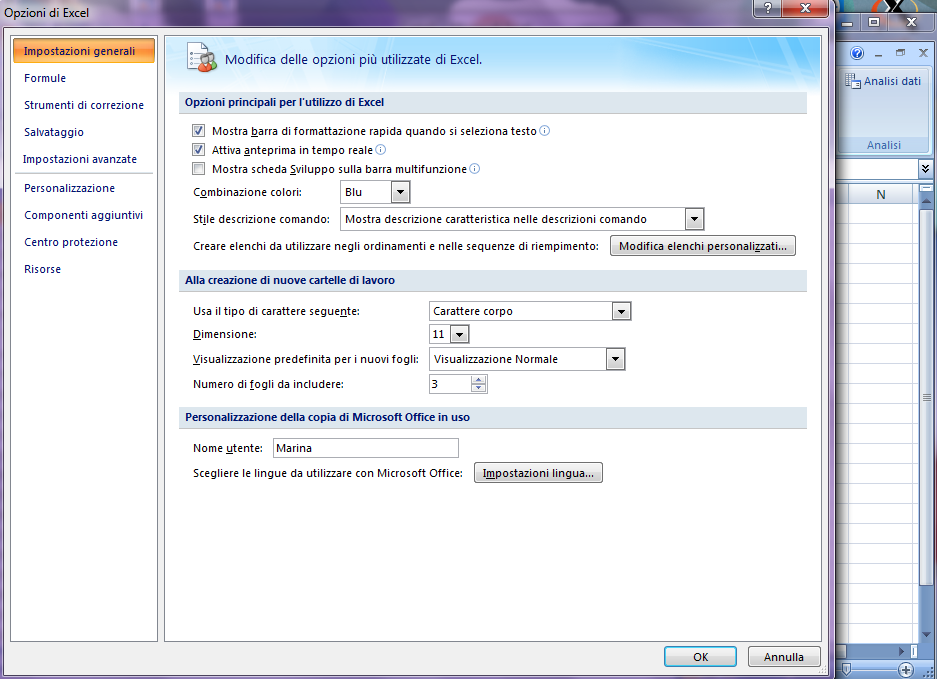 Opzioni di Excel
Impostazioni generali
Formule
Strumenti di correzione
Salvataggio
Impostazioni avanzate
Personalizzazione
Componenti aggiuntivi
Centro protezione
Risorse
Modifica delle opzioni più utilizzate di Excel.
Opzioni principali per l'utilizzo di Excel
Mostra barra di formattazione rapida quando si seleziona testo
Attiva anteprima in tempo reale
Mostra scheda Sviluppo sulla barra multifunzione
Combinazione colori: Blu
Stile descrizione comando: Mostra descrizione caratteristica nelle descrizioni comando
Creare elenchi da utilizzare negli ordinamenti e nelle sequenze di riempimento: Modifica elenchi personalizzati...
Alla creazione di nuove cartelle di lavoro
Usa il tipo di carattere seguente: Carattere corpo
Dimensione: 11
Visualizzazione predefinita per i nuovi fogli: Visualizzazione Normale
Numero di fogli da includere: 3
Personalizzazione della copia di Microsoft Office in uso
Nome utente: Marina
Scegliere le lingue da utilizzare con Microsoft Office: Impostazioni lingua...
OK Annulla
Analisi dati
Analisi
N